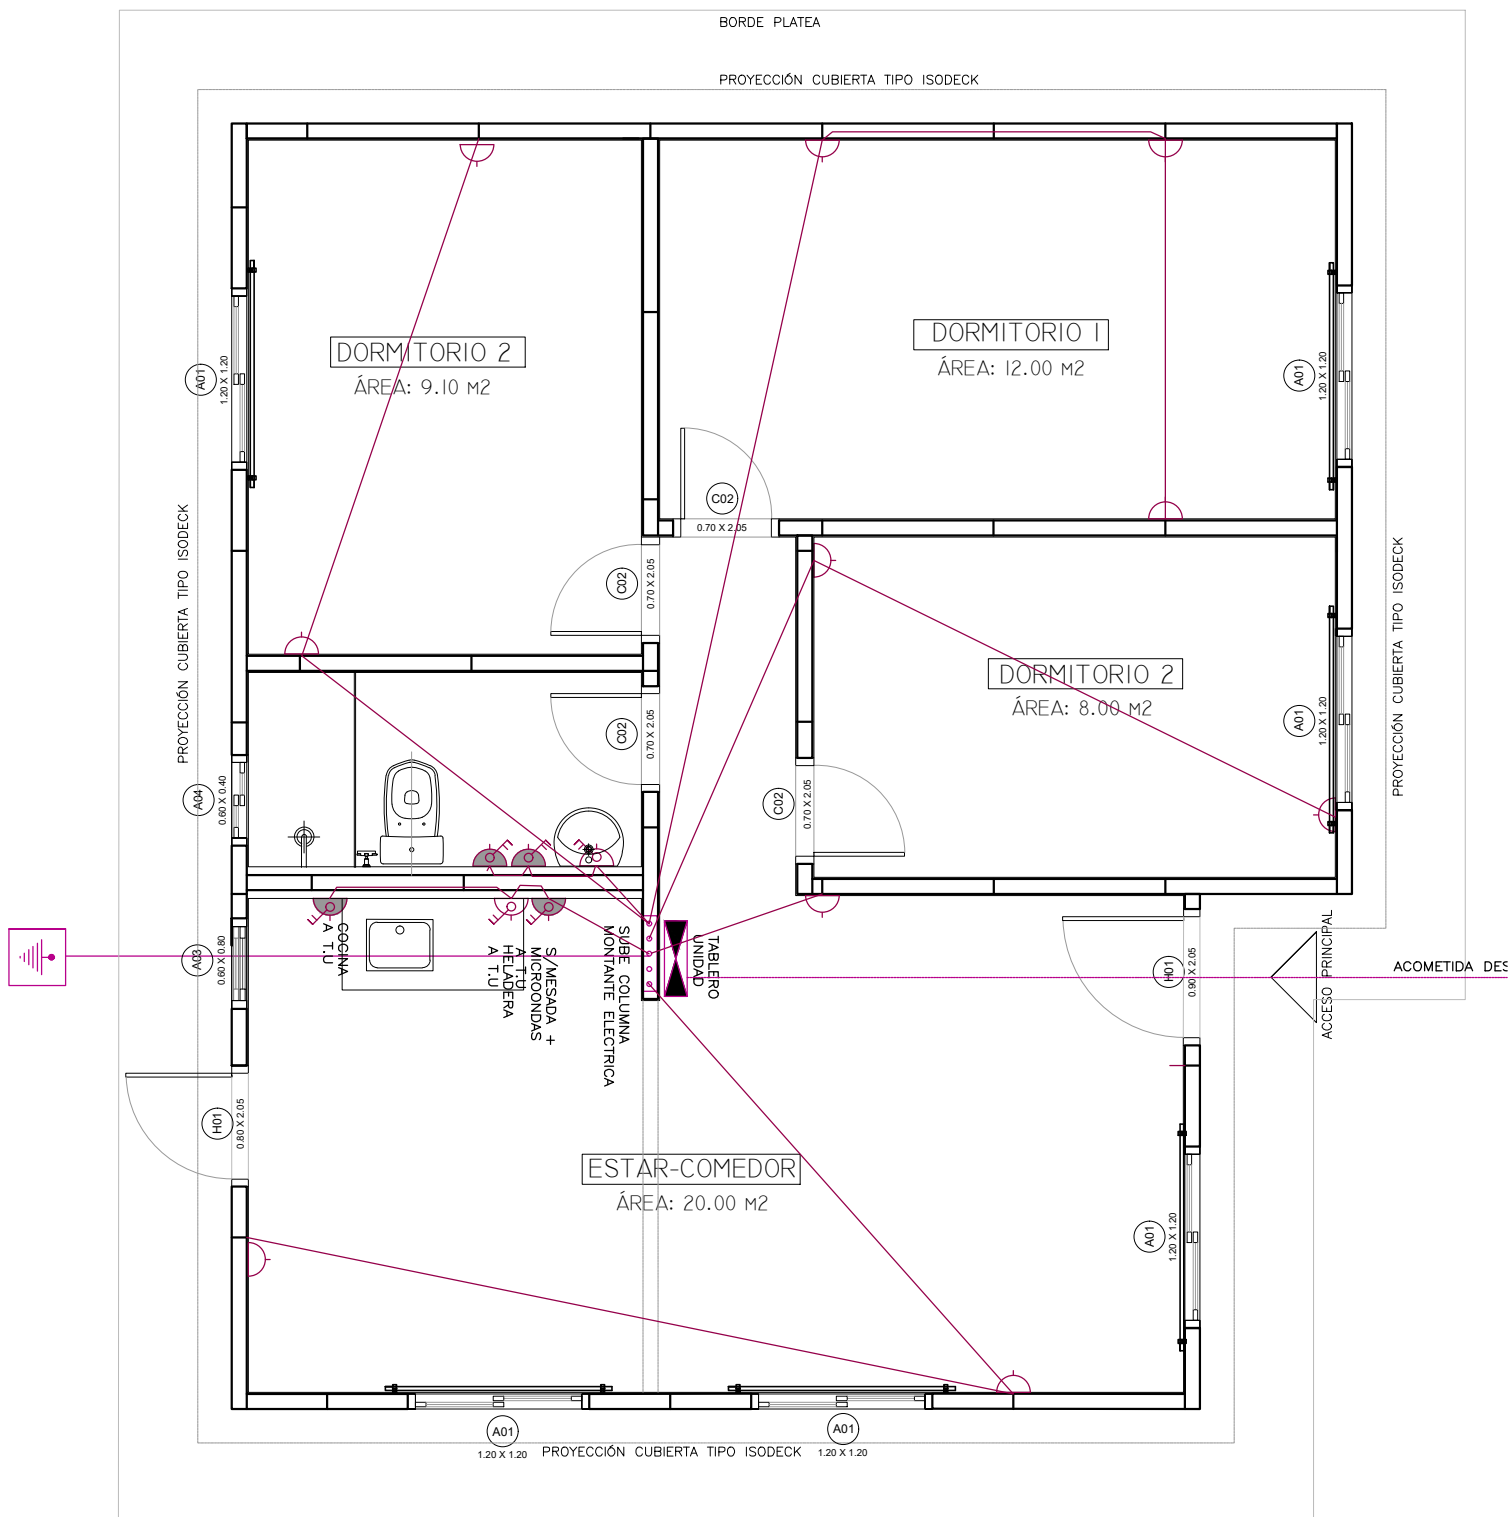 BORDE PLATEA
PROYECCIÓN CUBIERTA TIPO ISODECK
DORMITORIO 2
ÁREA: 9.10 M2
DORMITORIO 1
ÁREA: 12.00 M2
A01
1.20 X 1.20
A01
1.20 X 1.20
C02
0.70 X 2.05
PROYECCIÓN CUBIERTA TIPO ISODECK
C02
0.70 X 2.05
PROYECCIÓN CUBIERTA TIPO ISODECK
DORMITORIO 2
ÁREA: 8.00 M2
A01
1.20 X 1.20
C02
0.70 X 2.05
A04
0.60 X 0.40
C02
0.70 X 2.05
A03
0.60 X 0.80
COCINA
A T.U
S/MESADA +
MICROONDAS
A T.U
HELADERA
A T.U
SUBE COLUMNA
MONTANTE ELECTRICA
TABLERO
UNIDAD
H01
0.90 X 2.05
ACCESO PRINCIPAL
ACOMETIDA DES
H01
0.80 X 2.05
ESTAR-COMEDOR
ÁREA: 20.00 M2
A01
1.20 X 1.20
A01
1.20 X 1.20
PROYECCIÓN CUBIERTA TIPO ISODECK
A01
1.20 X 1.20